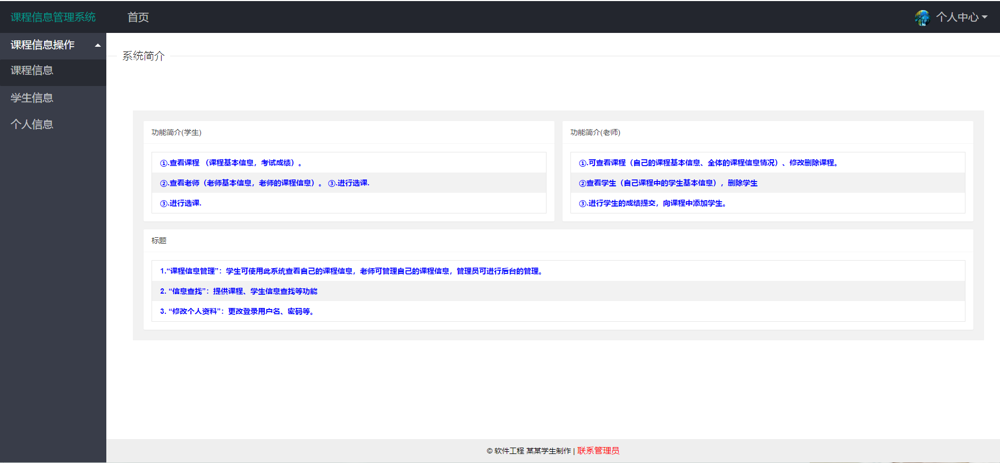 课程信息管理系统
首页
个人中心
课程信息操作
课程信息
学生信息
个人信息
系统简介
功能简介(学生)
①.查看课程 （课程基本信息，考试成绩）。
②.查看老师（老师基本信息，老师的课程信息）。 ③.进行选课.
③.进行选课.
功能简介(老师)
①.可查看课程（自己的课程基本信息、全体的课程信息情况）、修改删除课程。
②查看学生（自己课程中的学生基本信息），删除学生
③.进行学生的成绩提交，向课程中添加学生。
标题
1.“课程信息管理”：学生可使用此系统查看自己的课程信息，老师可管理自己的课程信息，管理员可进行后台的管理。
2. “信息查找”：提供课程、学生信息查找等功能
3. “修改个人资料”：更改登录用户名、密码等。
© 软件工程 某某学生制作 | 联系管理员